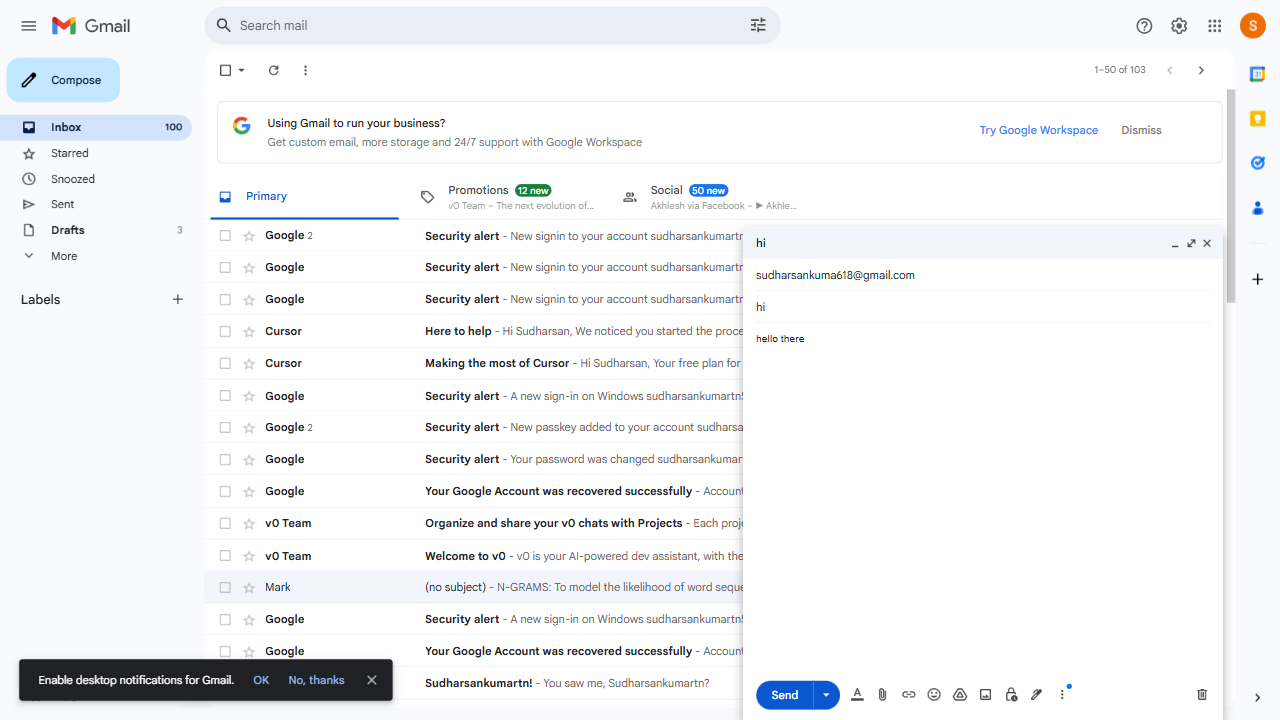 Gmail
Search mail
S
Compose
1–50 of 103
31
Inbox 100
Starred
Snoozed
Sent
Drafts 3
More
Labels
Using Gmail to run your business?
Get custom email, more storage and 24/7 support with Google Workspace
Try Google Workspace
Dismiss
Primary
Promotions 12 new
v0 Team – The next evolution of…
Social 50 new
Akhlesh via Facebook – ▶ Akhle…
Google 2 Security alert - New signin to your account sudharsankumartn
Google Security alert - New signin to your account sudharsankumartn
Google Security alert - New signin to your account sudharsankumartn
Cursor Here to help - Hi Sudharsan, We noticed you started the proce
Cursor Making the most of Cursor - Hi Sudharsan, Your free plan for
Google Security alert - A new sign-in on Windows sudharsankumartn5
Google 2 Security alert - New passkey added to your account sudharsa
Google Security alert - Your password was changed sudharsankumar
Google Your Google Account was recovered successfully - Account
v0 Team Organize and share your v0 chats with Projects - Each proje
v0 Team Welcome to v0 - v0 is your AI-powered dev assistant, with the
Mark (no subject) - N-GRAMS: To model the likelihood of word seque
Google Security alert - A new sign-in on Windows sudharsankumartn5
Google Your Google Account was recovered successfully - Account
Sudharsankumartn! - You saw me, Sudharsankumartn?
hi
sudharsankuma618@gmail.com
hi
hello there
Send
Enable desktop notifications for Gmail. OK No, thanks